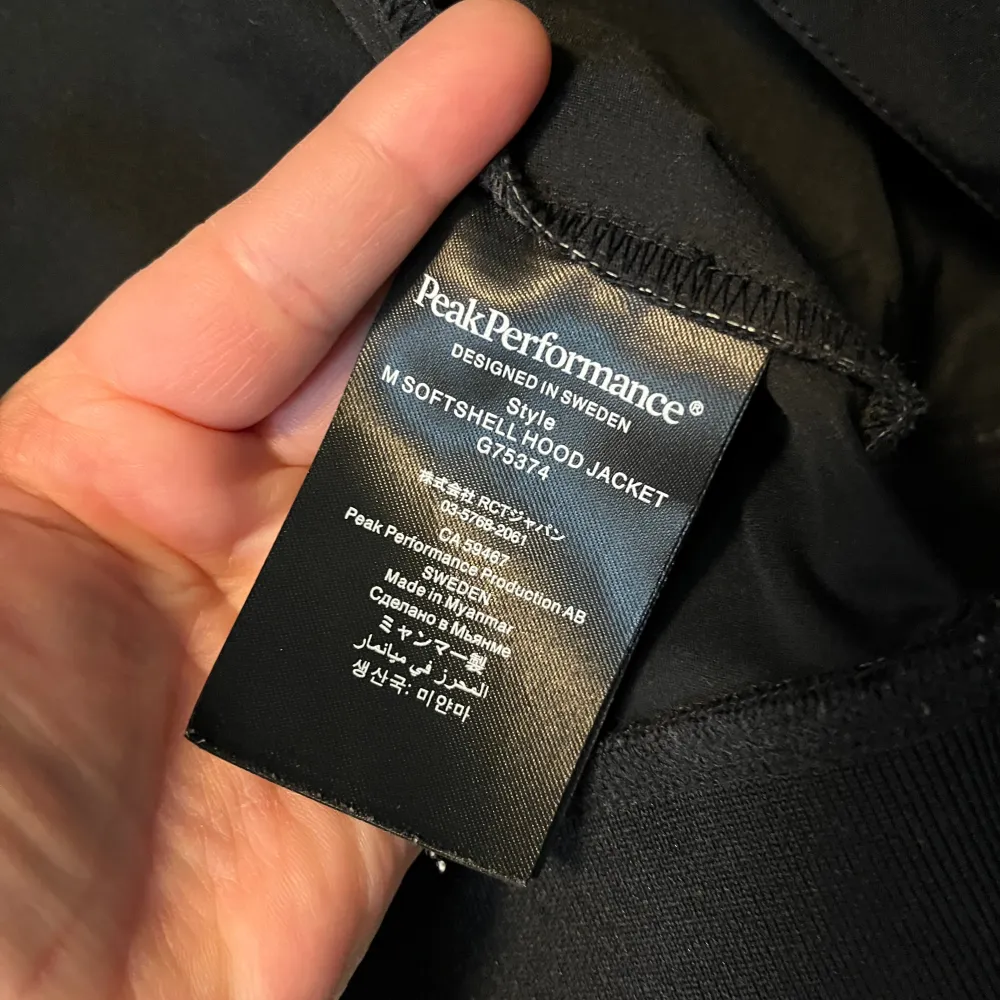 PeakPerformance®
DESIGNED IN SWEDEN
Style
M SOFTSHELL HOOD JACKET
G75374
株式会社 RCTジャパン
03-5768-2061
CA 59467
Peak Performance Production AB
SWEDEN
Made in Myanmar
Сделано в Мьянме
ミャンマー製
المحرز في ميانمار
생산국: 미얀마